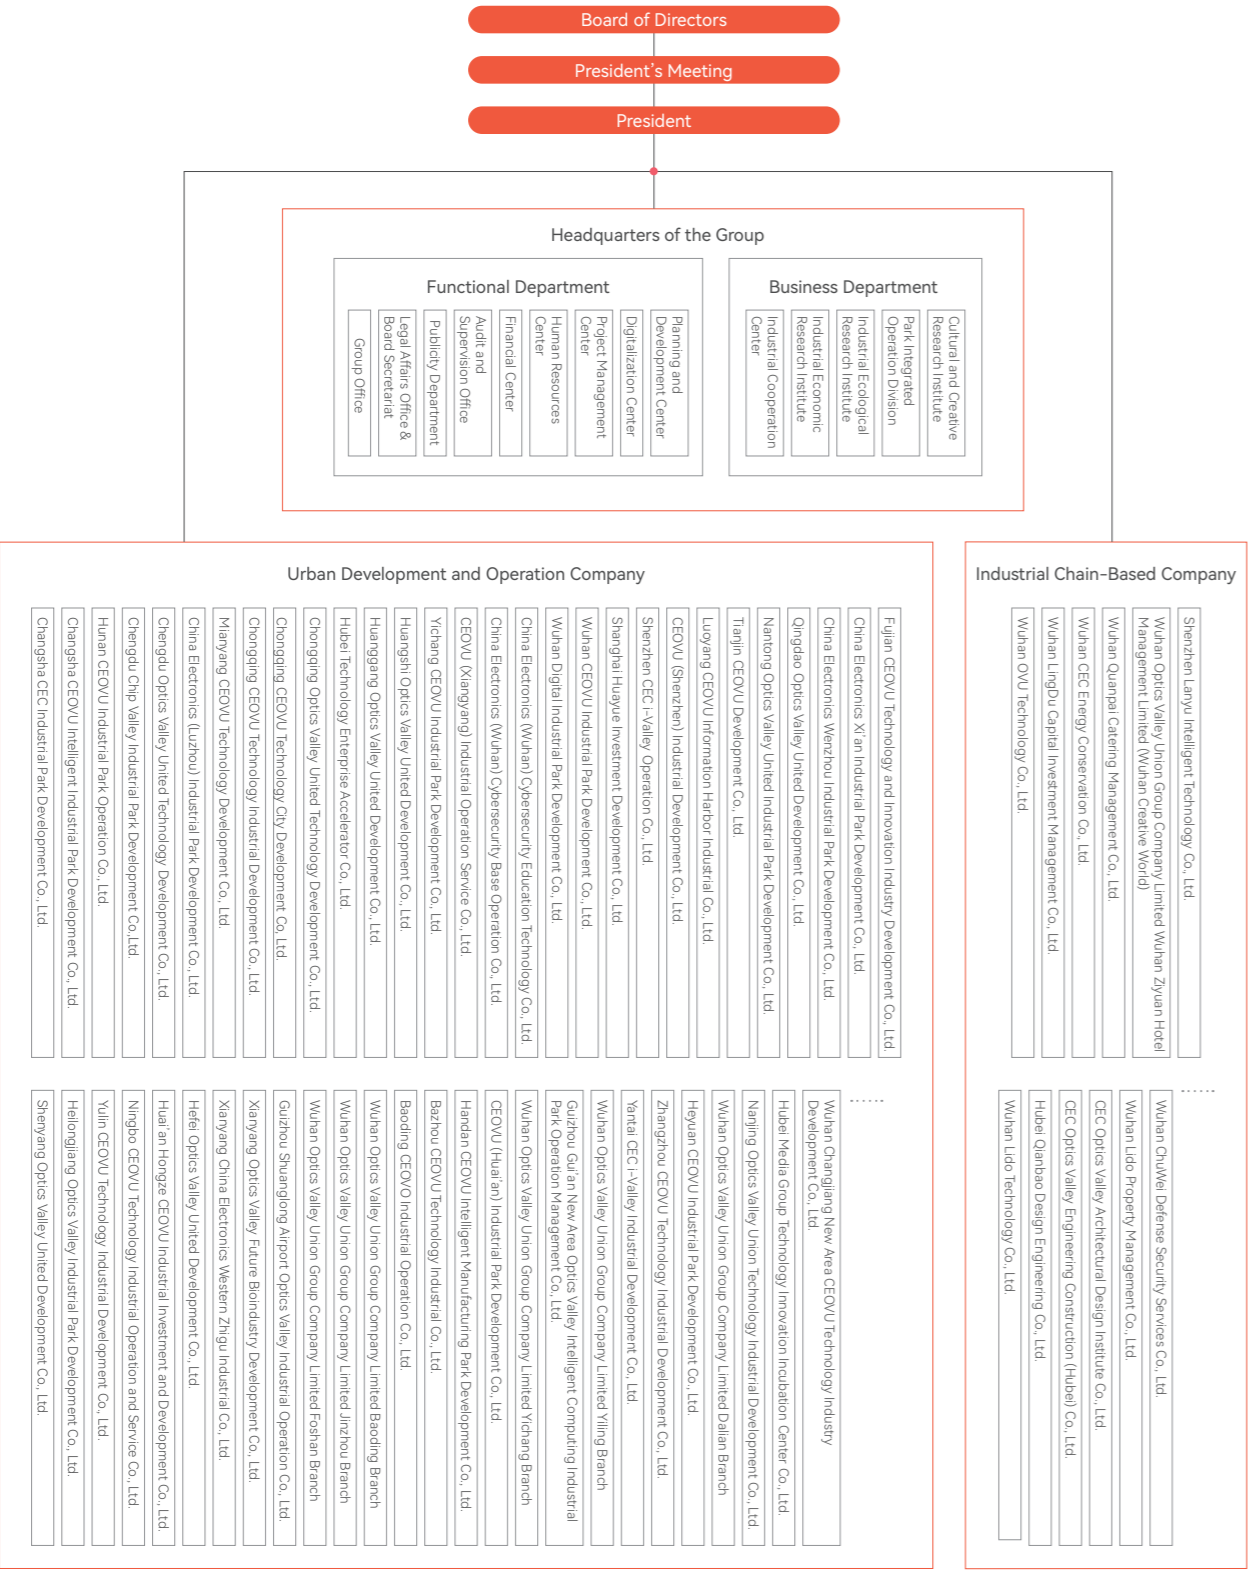 Board of Directors
President's Meeting
President
Headquarters of the Group
Functional Department
Group Office
Legal Affairs Office &
Board Secretariat
Publicity Department
Audit and
Supervision Office
Financial Center
Human Resources
Center
Project Management
Center
Digitalization Center
Planning and
Development Center
Business Department
Industrial Cooperation
Center
Industrial Economic
Research Institute
Industrial Ecological
Research Institute
Park Integrated
Operation Division
Cultural and Creative
Research Institute
Urban Development and Operation Company
Changsha CEC Industrial Park Development Co., Ltd.
Changsha CEOVU Intelligent Industrial Park Development Co., Ltd.
Hunan CEOVU Industrial Park Operation Co., Ltd.
Chengdu Chip Valley Industrial Park Development Co.,Ltd.
Chengdu Optics Valley United Technology Development Co., Ltd.
China Electronics (Luzhou) Industrial Park Development Co., Ltd.
Mianyang CEOVU Technology Development Co., Ltd.
Chongqing CEOVU Technology Industrial Development Co., Ltd.
Chongqing CEOVU Technology City Development Co., Ltd.
Chongqing Optics Valley United Technology Development Co., Ltd.
Hubei Technology Enterprise Accelerator Co., Ltd.
Huanggang Optics Valley United Development Co., Ltd.
Huangshi Optics Valley United Development Co., Ltd.
Yichang CEOVU Industrial Park Development Co., Ltd.
CEOVU (Xiangyang) Industrial Operation Service Co., Ltd.
China Electronics (Wuhan) Cybersecurity Base Operation Co., Ltd.
China Electronics (Wuhan) Cybersecurity Education Technology Co., Ltd.
Wuhan Digital Industrial Park Development Co., Ltd.
Wuhan CEOVU Industrial Park Development Co., Ltd.
Shanghai Huayue Investment Development Co., Ltd.
Shenzhen CEC i-Valley Operation Co., Ltd.
CEOVU (Shenzhen) Industrial Development Co., Ltd.
Luoyang CEOVU Information Harbor Industrial Co., Ltd.
Tianjin CEOVU Development Co., Ltd.
Nantong Optics Valley United Industrial Park Development Co., Ltd.
Qingdao Optics Valley United Development Co., Ltd.
China Electronics Wenzhou Industrial Park Development Co., Ltd.
China Electronics Xi'an Industrial Park Development Co., Ltd.
Fujian CEOVU Technology and Innovation Industry Development Co., Ltd.
Shenyang Optics Valley United Development Co., Ltd.
Heilongjiang Optics Valley Industrial Park Development Co., Ltd.
Yulin CEOVU Technology Industrial Development Co., Ltd.
Ningbo CEOVU Technology Industrial Operation and Service Co., Ltd.
Huai'an Hongze CEOVU Industrial Investment and Development Co., Ltd.
Hefei Optics Valley United Development Co., Ltd.
Xianyang China Electronics Western Zhigu Industrial Co., Ltd.
Xianyang Optics Valley Future Bioindustry Development Co., Ltd.
Guizhou Shuanglong Airport Optics Valley Industrial Operation Co., Ltd.
Wuhan Optics Valley Union Group Company Limited Foshan Branch
Wuhan Optics Valley Union Group Company Limited Jinzhou Branch
Wuhan Optics Valley Union Group Company Limited Baoding Branch
Baoding CEOVO Industrial Operation Co., Ltd.
Bazhou CEOVU Technology Industrial Co., Ltd.
Handan CEOVU Intelligent Manufacturing Park Development Co., Ltd.
CEOVU (Huai'an) Industrial Park Development Co., Ltd.
Wuhan Optics Valley Union Group Company Limited Yichang Branch
Guizhou Gui'an New Area Optics Valley Intelligent Computing Industrial
Park Operation Management Co., Ltd.
Wuhan Optics Valley Union Group Company Limited Yiling Branch
Yantai CEC i-Valley Industrial Development Co., Ltd.
Zhangzhou CEOVU Technology Industrial Development Co., Ltd.
Heyuan CEOVU Industrial Park Development Co., Ltd.
Wuhan Optics Valley Union Group Company Limited Dalian Branch
Nanjing Optics Valley Union Technology Industrial Development Co., Ltd.
Hubei Media Group Technology Innovation Incubation Center Co., Ltd.
Wuhan Changjiang New Area CEOVU Technology Industry
Development Co., Ltd.
Industrial Chain-Based Company
Wuhan OVU Technology Co., Ltd.
Wuhan LingDu Capital Investment Management Co., Ltd.
Wuhan CEC Energy Conservation Co., Ltd.
Wuhan Quanpai Catering Management Co., Ltd.
Wuhan Optics Valley Union Group Company Limited Wuhan Ziyuan Hotel
Management Limited (Wuhan Creative World)
Shenzhen Lanyu Intelligent Technology Co., Ltd.
Wuhan Lido Technology Co., Ltd.
Hubei Qianbao Design Engineering Co., Ltd.
CEC Optics Valley Engineering Construction (Hubei) Co., Ltd.
CEC Optics Valley Architectural Design Institute Co., Ltd.
Wuhan Lido Property Management Co., Ltd.
Wuhan ChuWei Defense Security Services Co., Ltd.